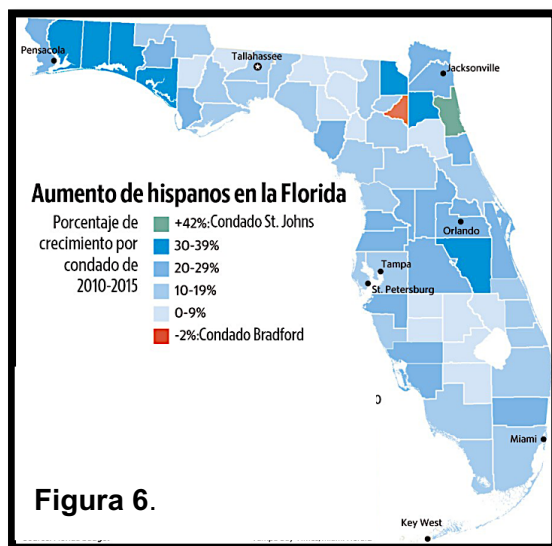 Pensacola
Tallahassee
Jacksonville
Aumento de hispanos en la Florida
Porcentaje de
crecimiento por
condado de
2010-2015
+42%:Condado St. Johns
30-39%
20-29%
10-19%
0-9%
-2%:Condado Bradford
Orlando
Tampa
St. Petersburg
Miami
Key West
Figura 6.